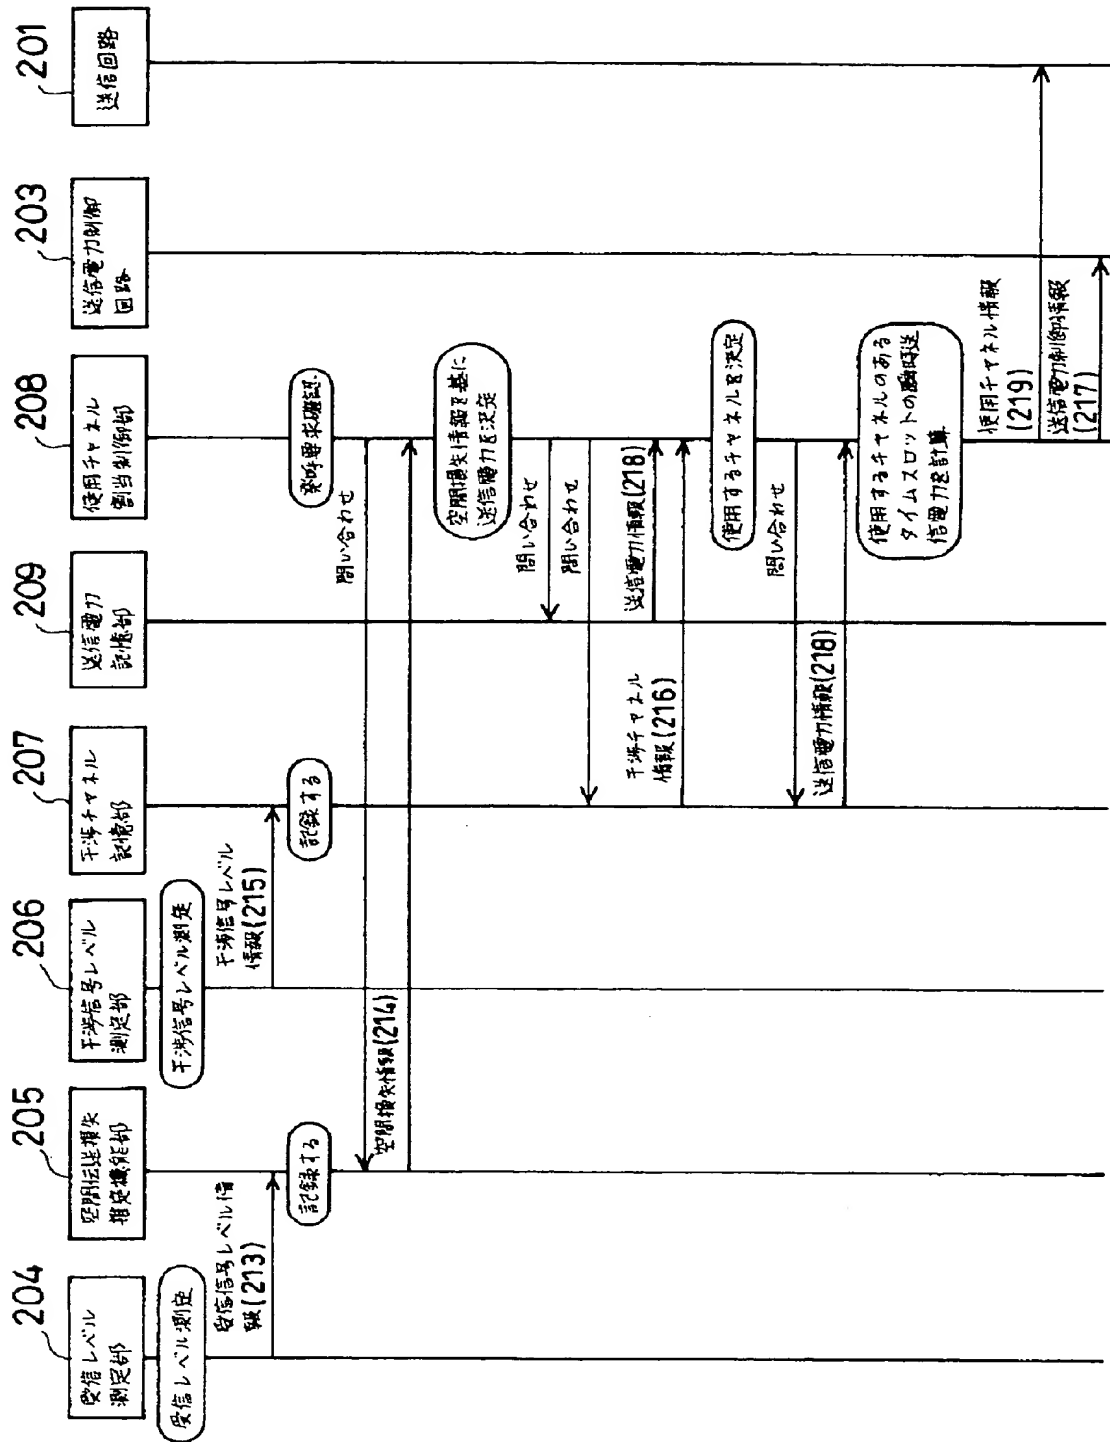 204
受信レベル
測定部
受信レベル測定
受信信号レベル情
報(213)
205
空間伝送損失
推定機能部
記録する
空間損失情報(214)
206
干渉信号レベル
測定部
干渉信号レベル測定
干渉信号レベル
情報(215)
207
干渉チャネル
記憶部
記録する
干渉チャネル
情報(216)
送信電力情報(218)
209
送信電力
記憶部
問い合わせ
問い合わせ
送信電力情報(218)
208
使用チャネル
割当制御部
発呼要求確認
問い合わせ
空間損失情報を基に
送信電力を決定
使用するチャネルを決定
問い合わせ
使用するチャネルのある
タイムスロットの瞬時送
信電力を計算
使用チャネル情報
(219)
送信電力制御情報
(217)
203
送信電力制御
回路
201
送信回路